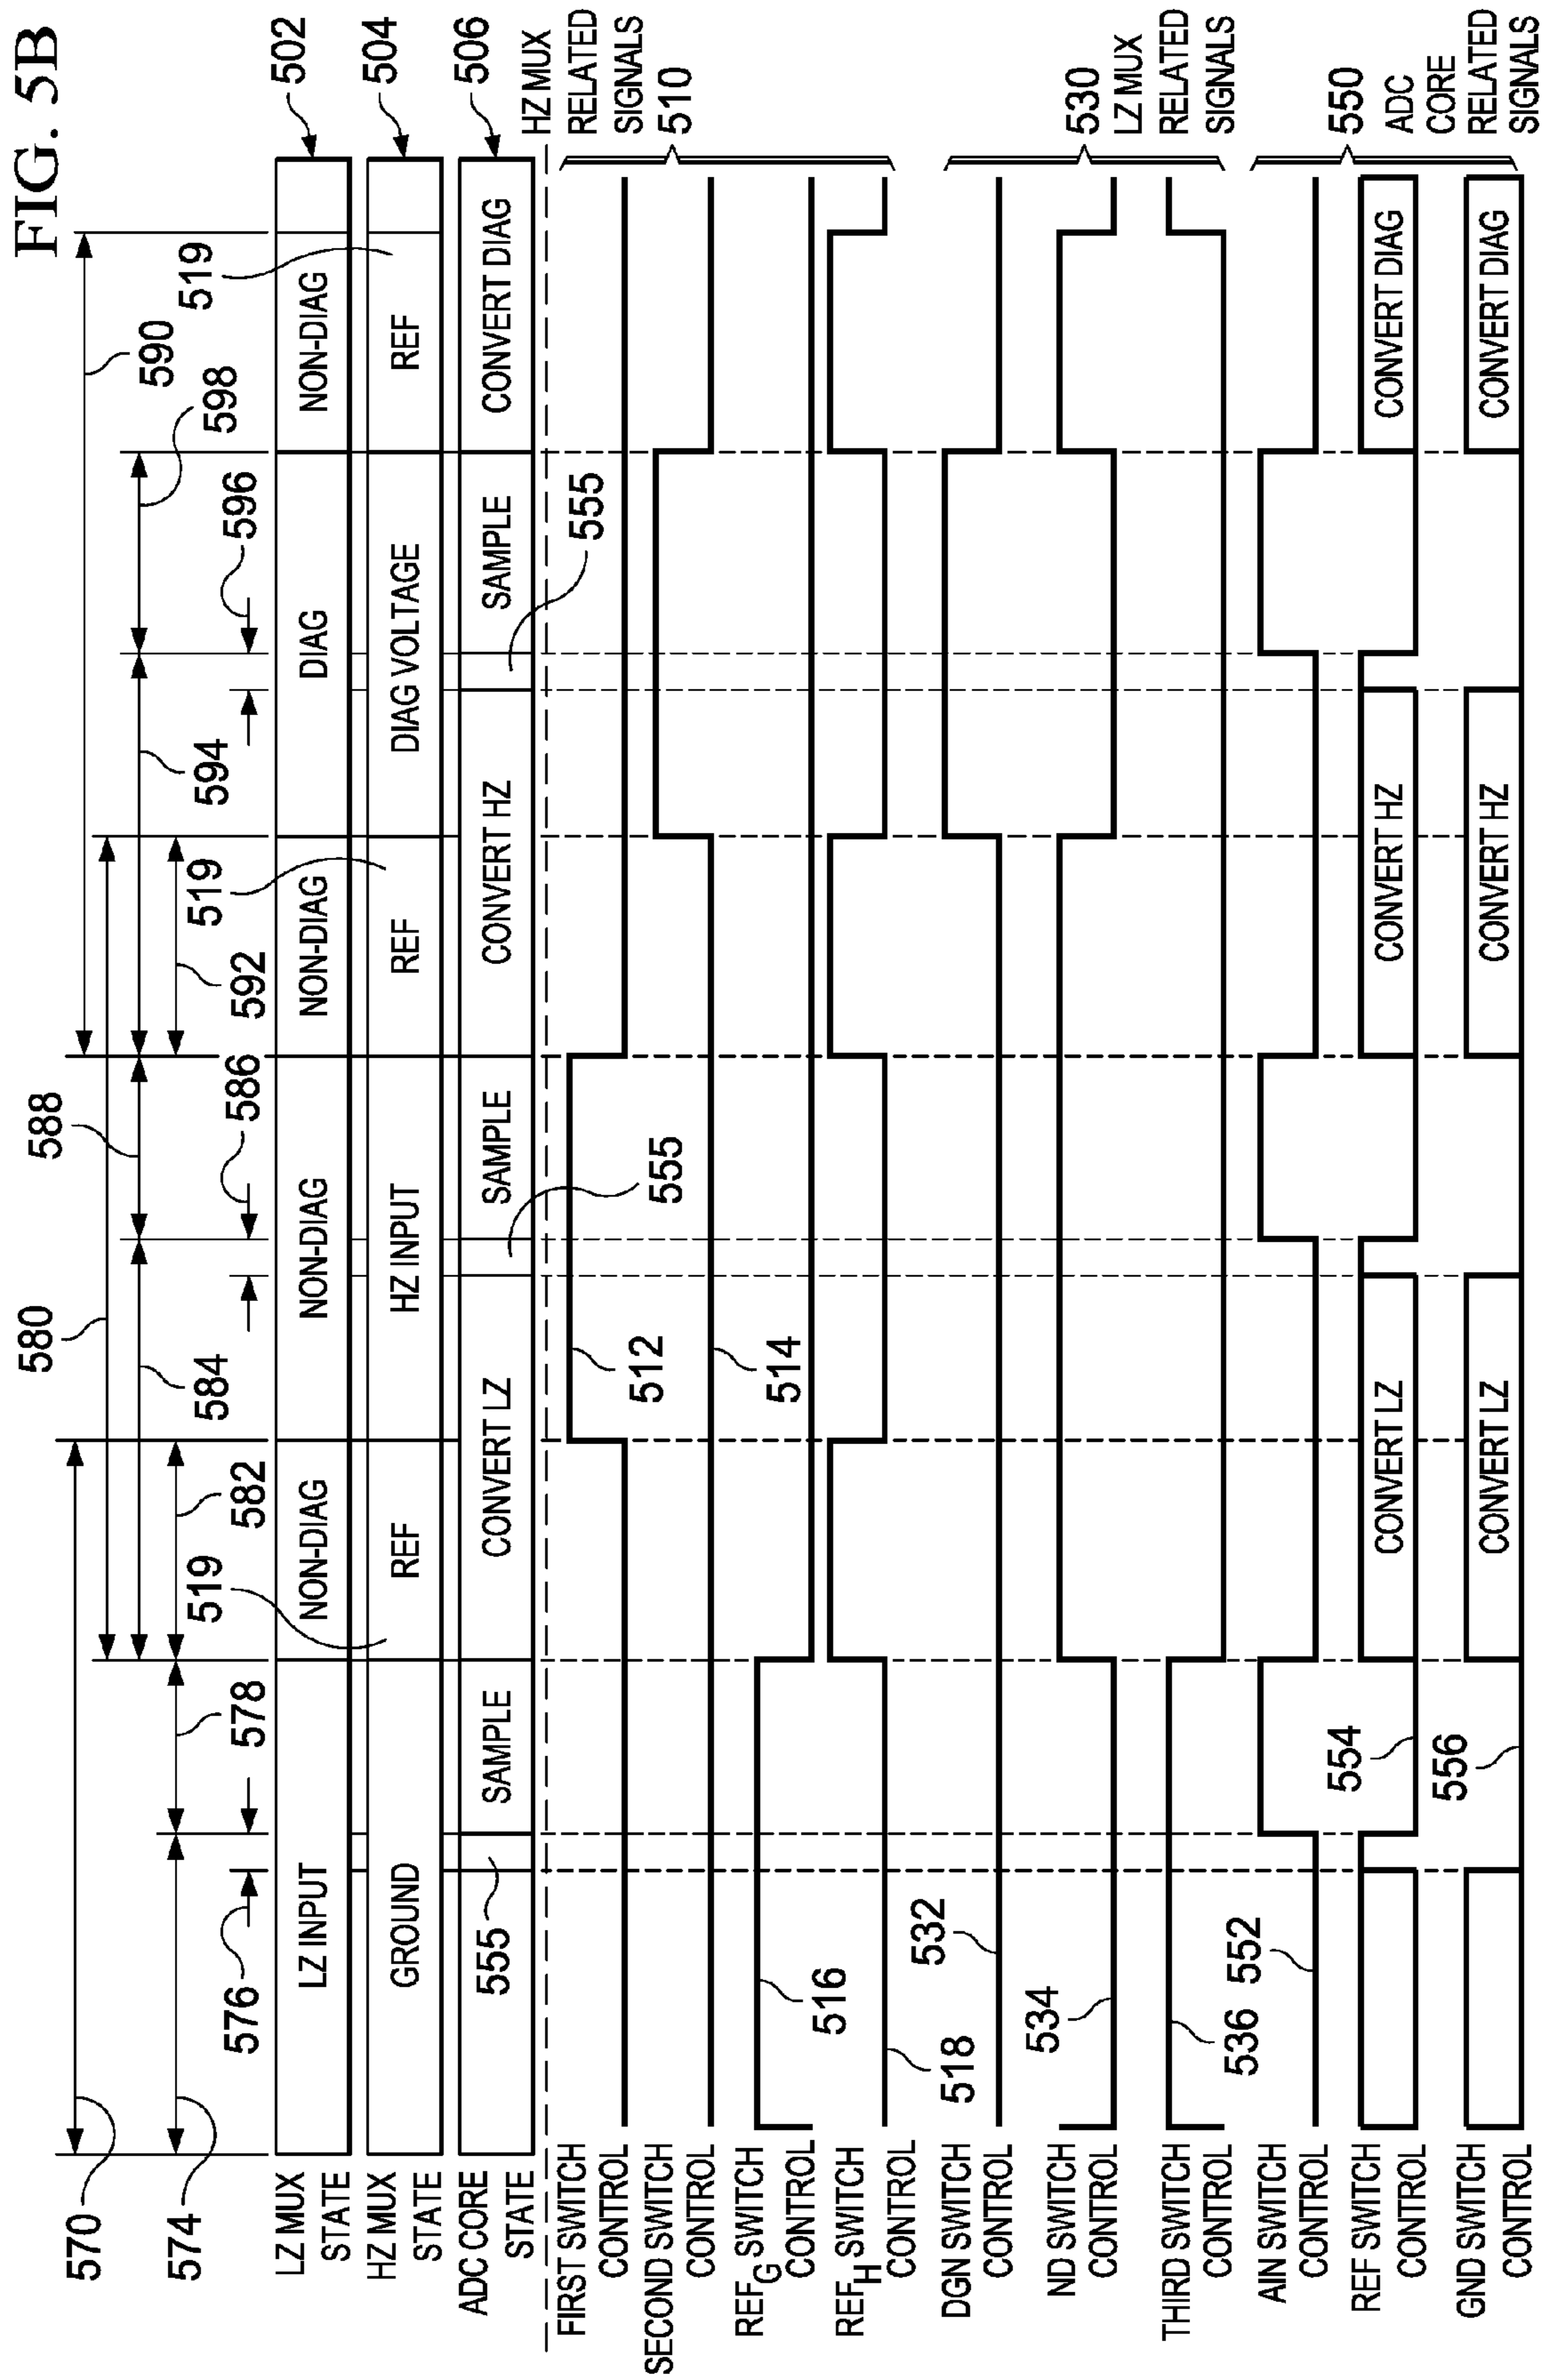 FIG. 5B
570
574
576
578
580
582
584
586
588
590
592
594
596
598
519
519
519
LZ MUX
STATE
LZ INPUT
NON-DIAG
NON-DIAG
NON-DIAG
DIAG
NON-DIAG
502
HZ MUX
STATE
GROUND
REF
HZ INPUT
REF
DIAG VOLTAGE
REF
504
ADC CORE
STATE
555
SAMPLE
CONVERT LZ
555
SAMPLE
CONVERT HZ
555
SAMPLE
CONVERT DIAG
506
FIRST SWITCH
CONTROL
512
SECOND SWITCH
CONTROL
514
REFG SWITCH
CONTROL
516
REFH SWITCH
CONTROL
518
HZ MUX
RELATED
SIGNALS
510
DGN SWITCH
CONTROL
532
ND SWITCH
CONTROL
534
THIRD SWITCH
CONTROL
536
530
LZ MUX
RELATED
SIGNALS
AIN SWITCH
CONTROL
552
REF SWITCH
CONTROL
554
CONVERT LZ
CONVERT HZ
CONVERT DIAG
GND SWITCH
CONTROL
556
CONVERT LZ
CONVERT HZ
CONVERT DIAG
550
ADC
CORE
RELATED
SIGNALS